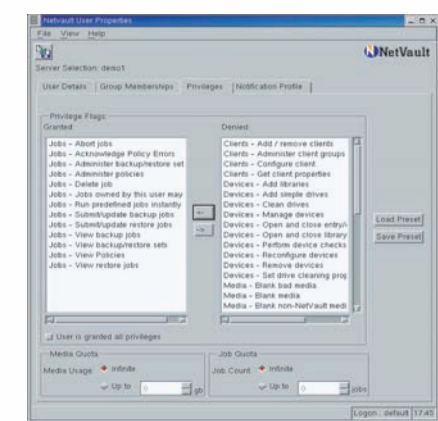 Netvault User Properties
File View Help
NetVault
Server Selection: demo1
User Details Group Memberships Privileges Notification Profile
Privilege Flags:
Granted: Denied:
Jobs - Abort jobs
Jobs - Acknowledge Policy Errors
Jobs - Administer backup/restore set
Jobs - Administer policies
Jobs - Delete job
Jobs - Jobs owned by this user may
Jobs - Run predefined jobs instantly
Jobs - Submit/update backup jobs
Jobs - Submit/update restore jobs
Jobs - View backup jobs
Jobs - View backup/restore sets
Jobs - View Policies
Jobs - View restore jobs
<-
->
Clients - Add / remove clients
Clients - Administer client groups
Clients - Configure client
Clients - Get client properties
Devices - Add libraries
Devices - Add simple drives
Devices - Clean drives
Devices - Manage devices
Devices - Open and close entry/
Devices - Open and close library
Devices - Perform device checks
Devices - Reconfigure devices
Devices - Remove devices
Devices - Set drive cleaning prop
Media - Blank bad media
Media - Blank media
Media - Blank non-NetVault medi
Load Preset
Save Preset
User is granted all privileges
Media Quota Job Quota
Media Usage: Infinite Job Count: Infinite
Up to 0 gb Up to 0 jobs
Logon : default 17:45